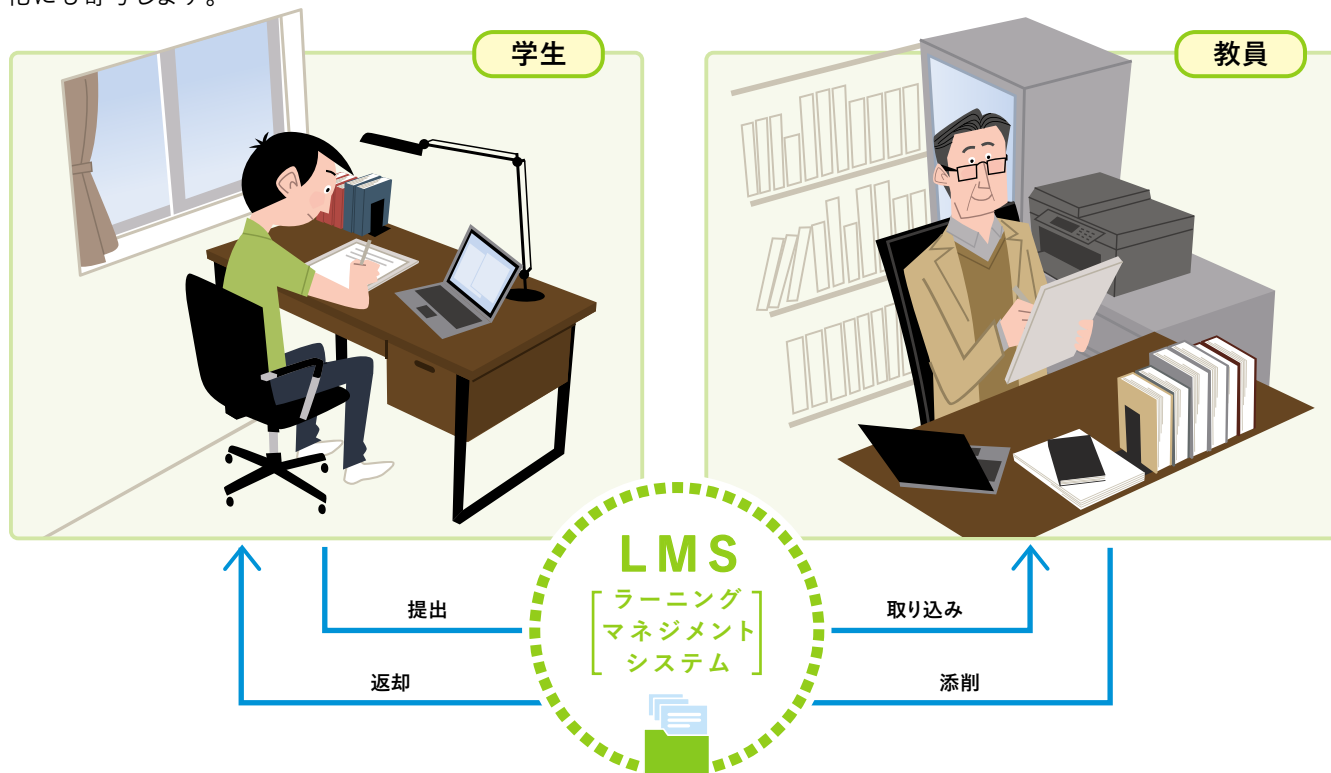 化にも寄与します。
学生
教員
LMS
ラーニング
マネジメント
システム
提出
取り込み
返却
添削